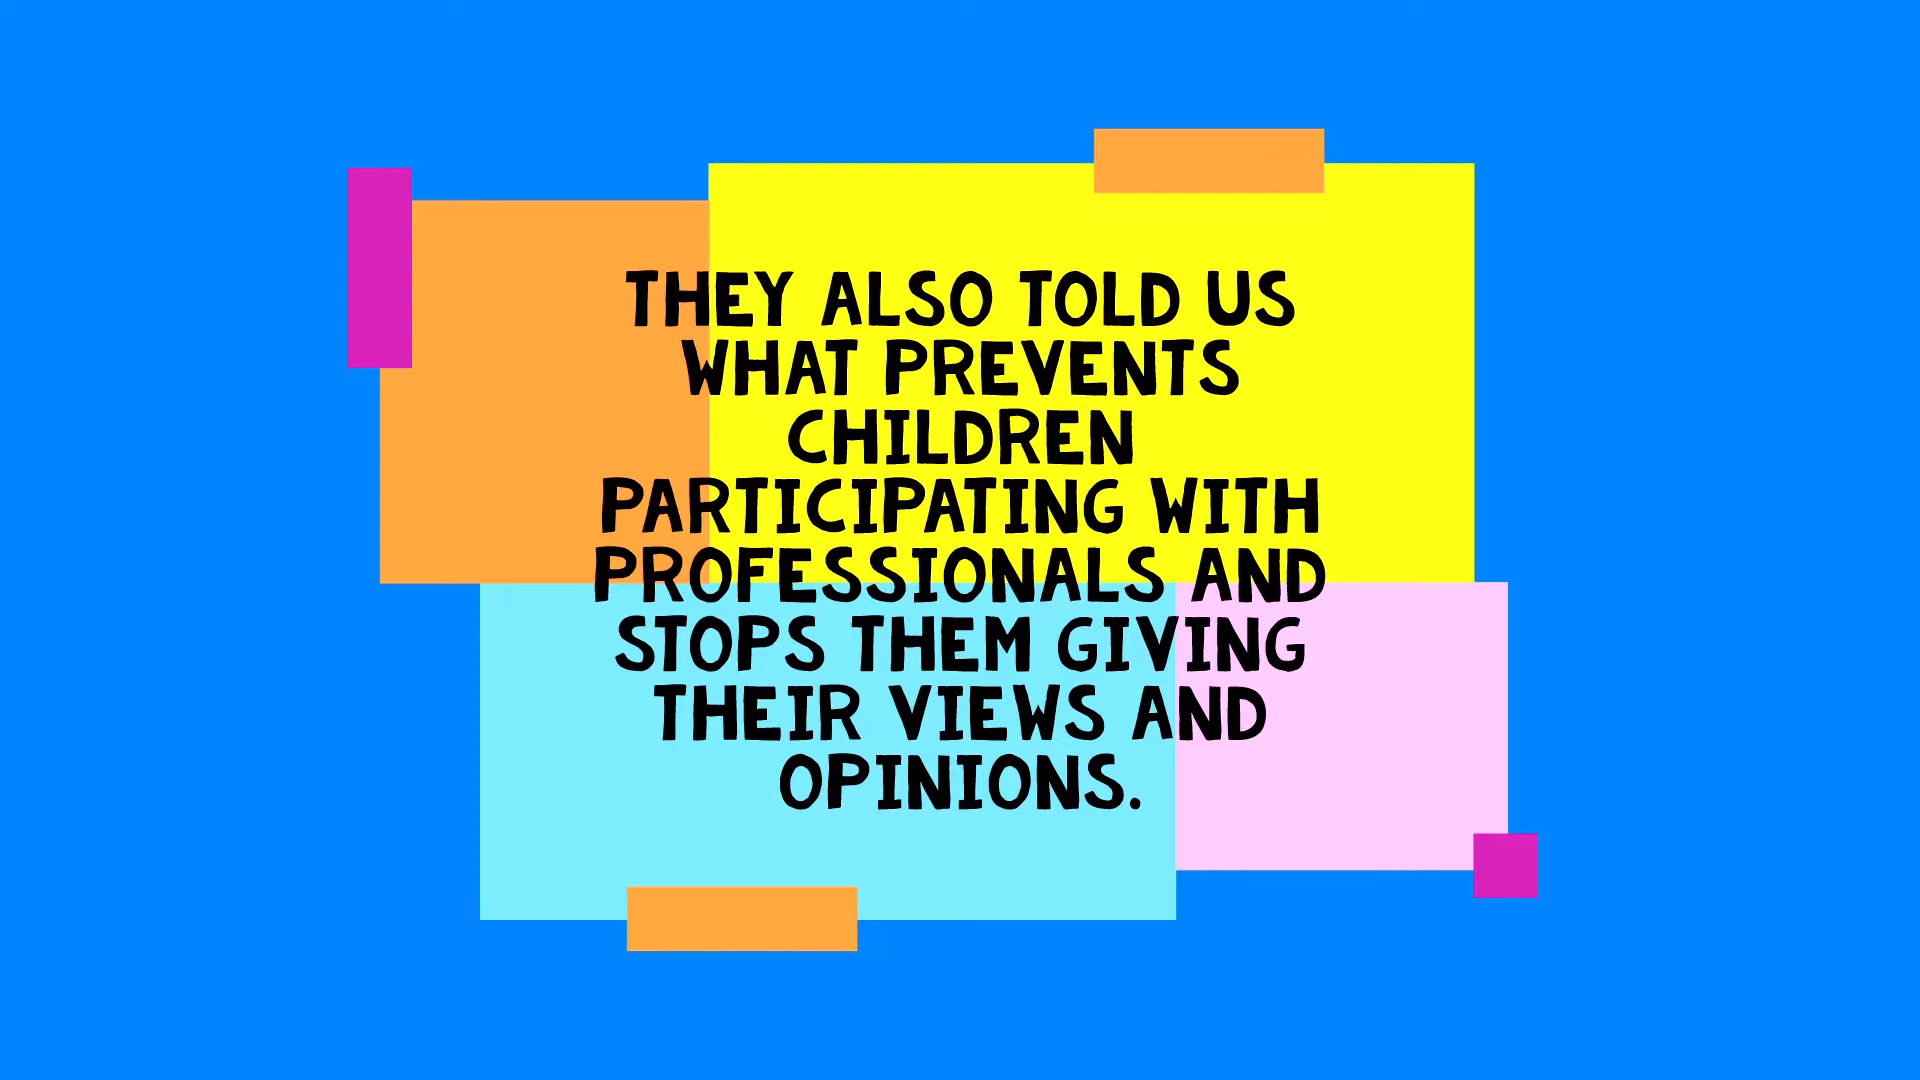 THEY ALSO TOLD US
WHAT PREVENTS
CHILDREN
PARTICIPATING WITH
PROFESSIONALS AND
STOPS THEM GIVING
THEIR VIEWS AND
OPINIONS.